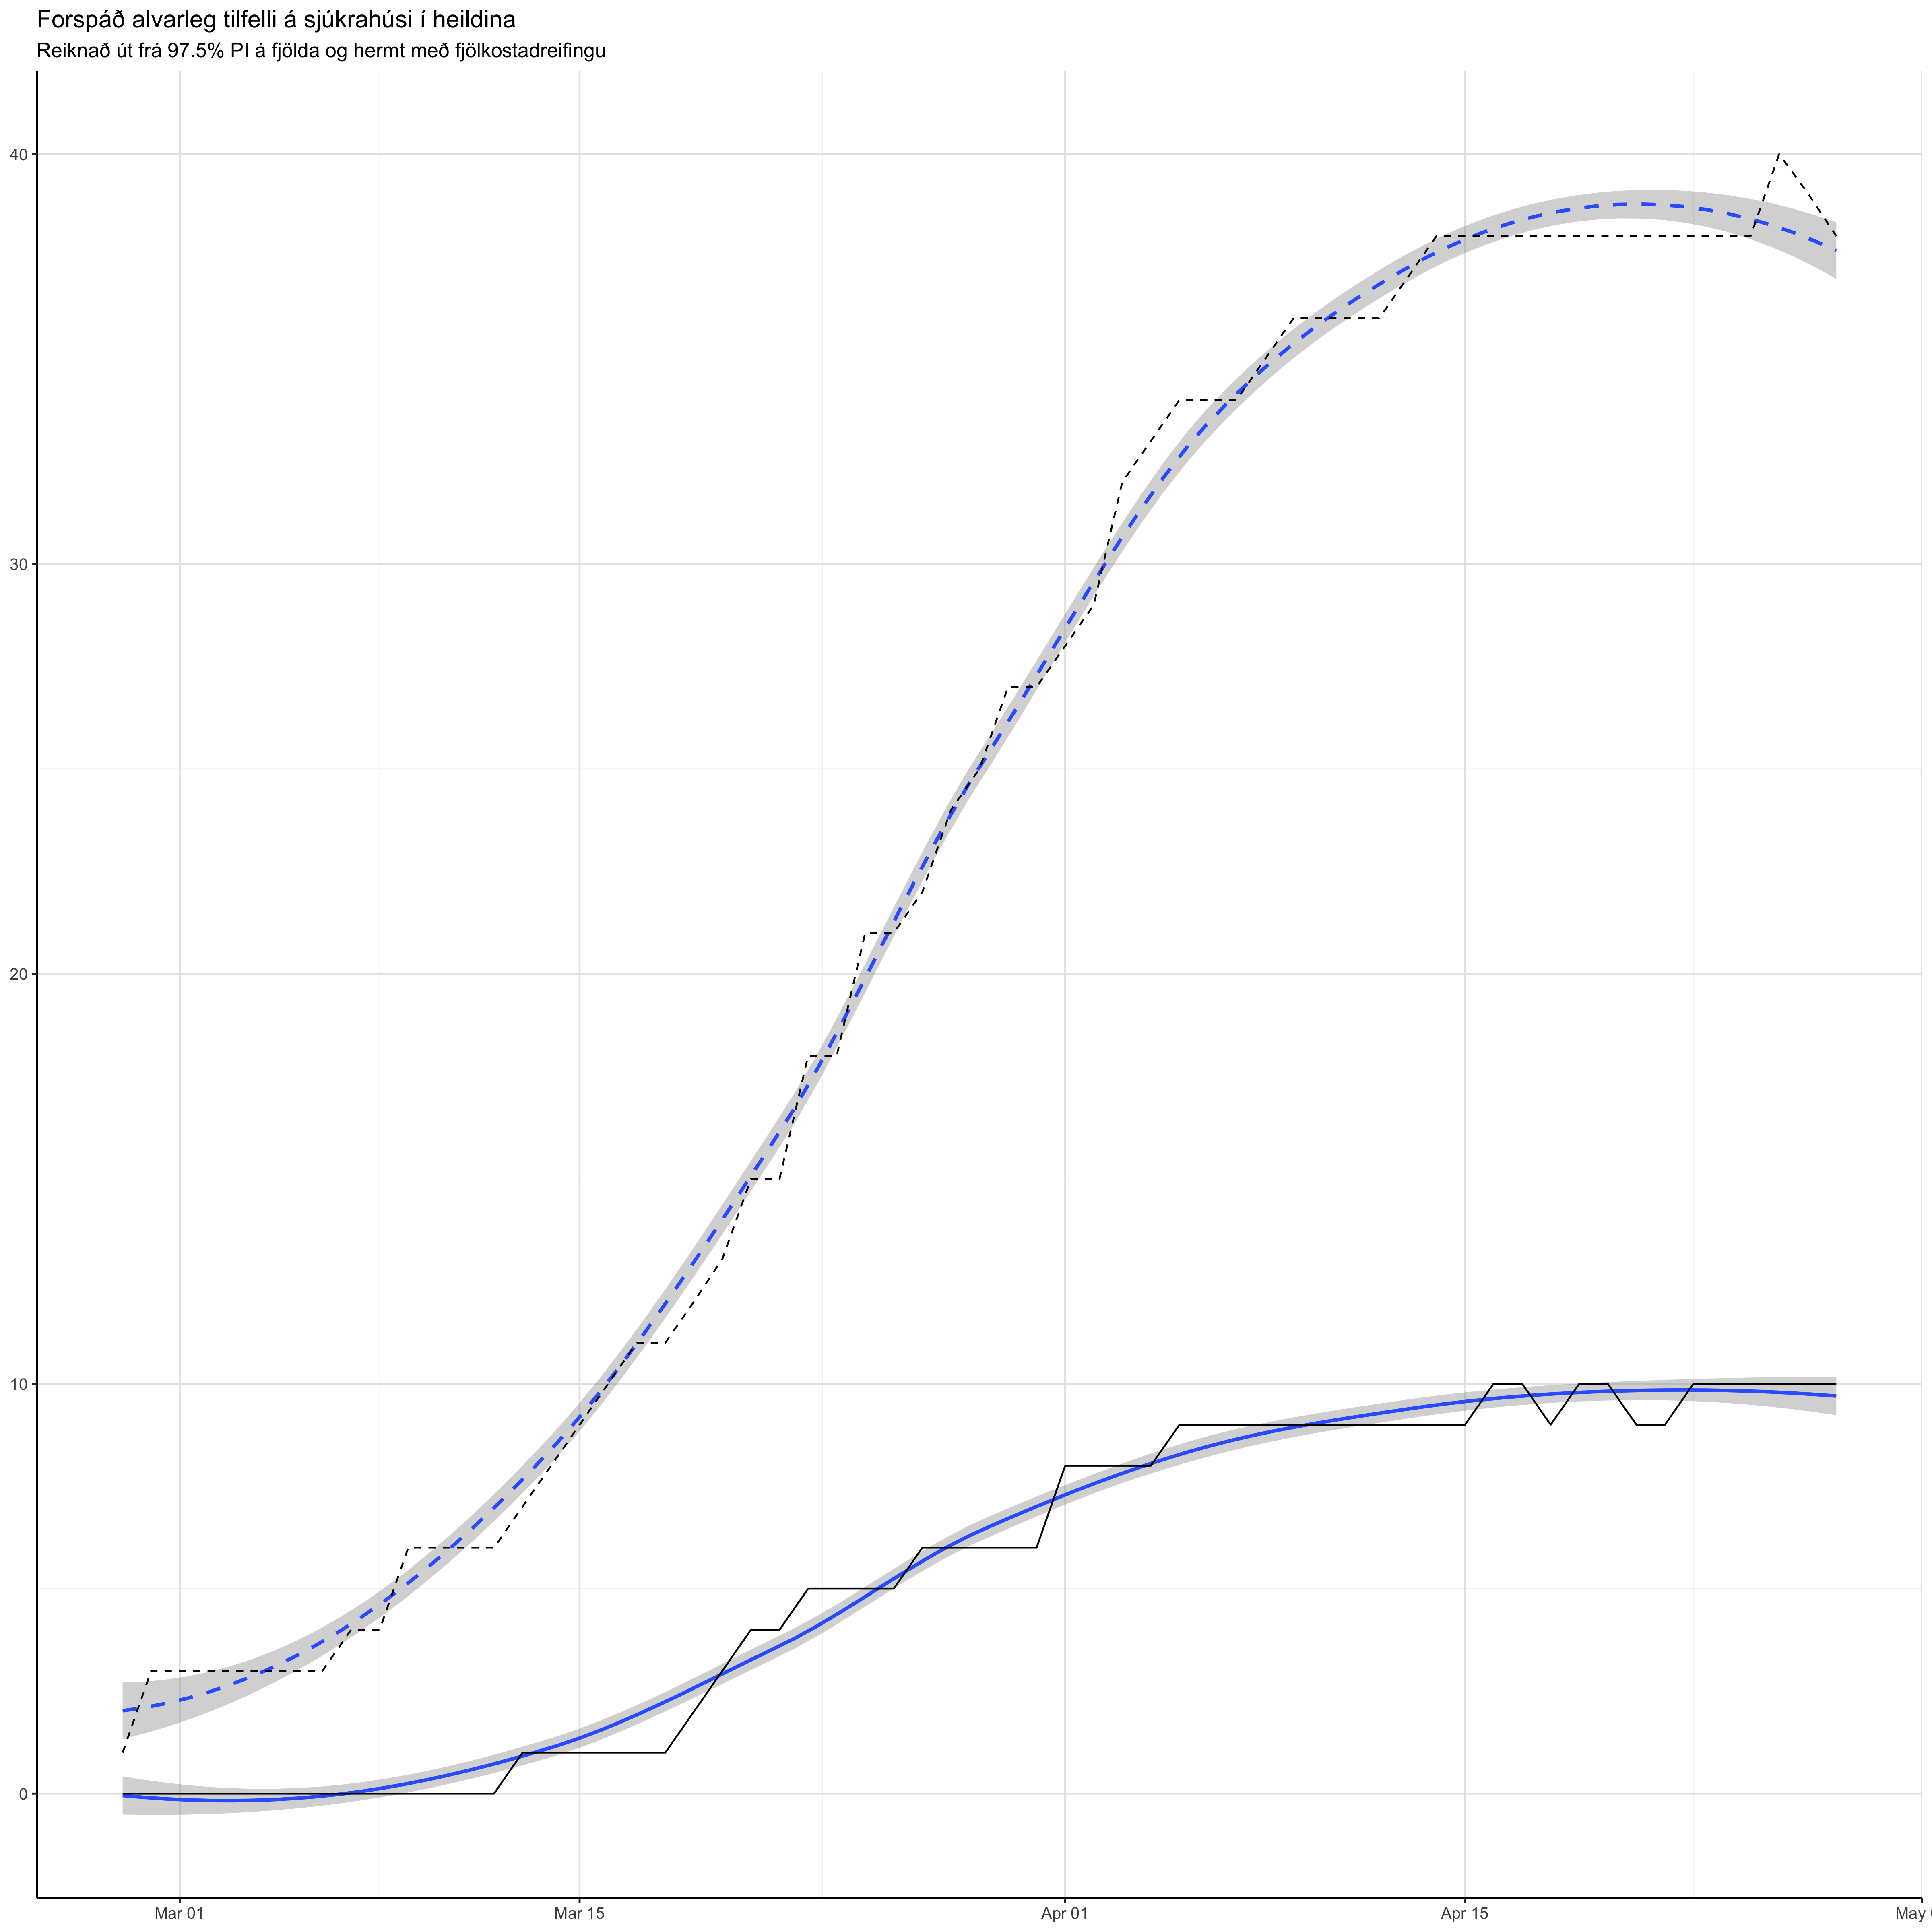 Forspáð alvarleg tilfelli á sjúkrahúsi í heildina
Reiknað út frá 97.5% PI á fjölda og hermt með fjölkostadreifingu
40
30
20
10
0
Mar 01
Mar 15
Apr 01
Apr 15
May